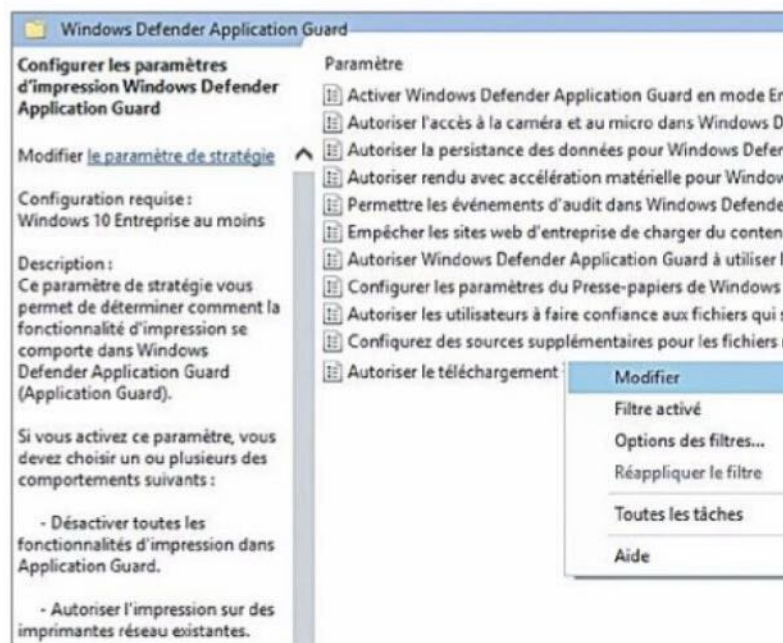 Windows Defender Application Guard
Configurer les paramètres
d'impression Windows Defender
Application Guard
Modifier le paramètre de stratégie
Configuration requise :
Windows 10 Entreprise au moins
Description :
Ce paramètre de stratégie vous
permet de déterminer comment la
fonctionnalité d'impression se
comporte dans Windows
Defender Application Guard
(Application Guard).
Si vous activez ce paramètre, vous
devez choisir un ou plusieurs des
comportements suivants :
- Désactiver toutes les
fonctionnalités d'impression dans
Application Guard.
- Autoriser l'impression sur des
imprimantes réseau existantes.
Paramètre
Activer Windows Defender Application Guard en mode En
Autoriser l'accès à la caméra et au micro dans Windows D
Autoriser la persistance des données pour Windows Defen
Autoriser rendu avec accélération matérielle pour Window
Permettre les événements d'audit dans Windows Defende
Empêcher les sites web d'entreprise de charger du conten
Autoriser Windows Defender Application Guard à utiliser l
Configurer les paramètres du Presse-papiers de Windows
Autoriser les utilisateurs à faire confiance aux fichiers qui s
Configurez des sources supplémentaires pour les fichiers
Autoriser le téléchargement
Modifier
Filtre activé
Options des filtres...
Réappliquer le filtre
Toutes les tâches
Aide